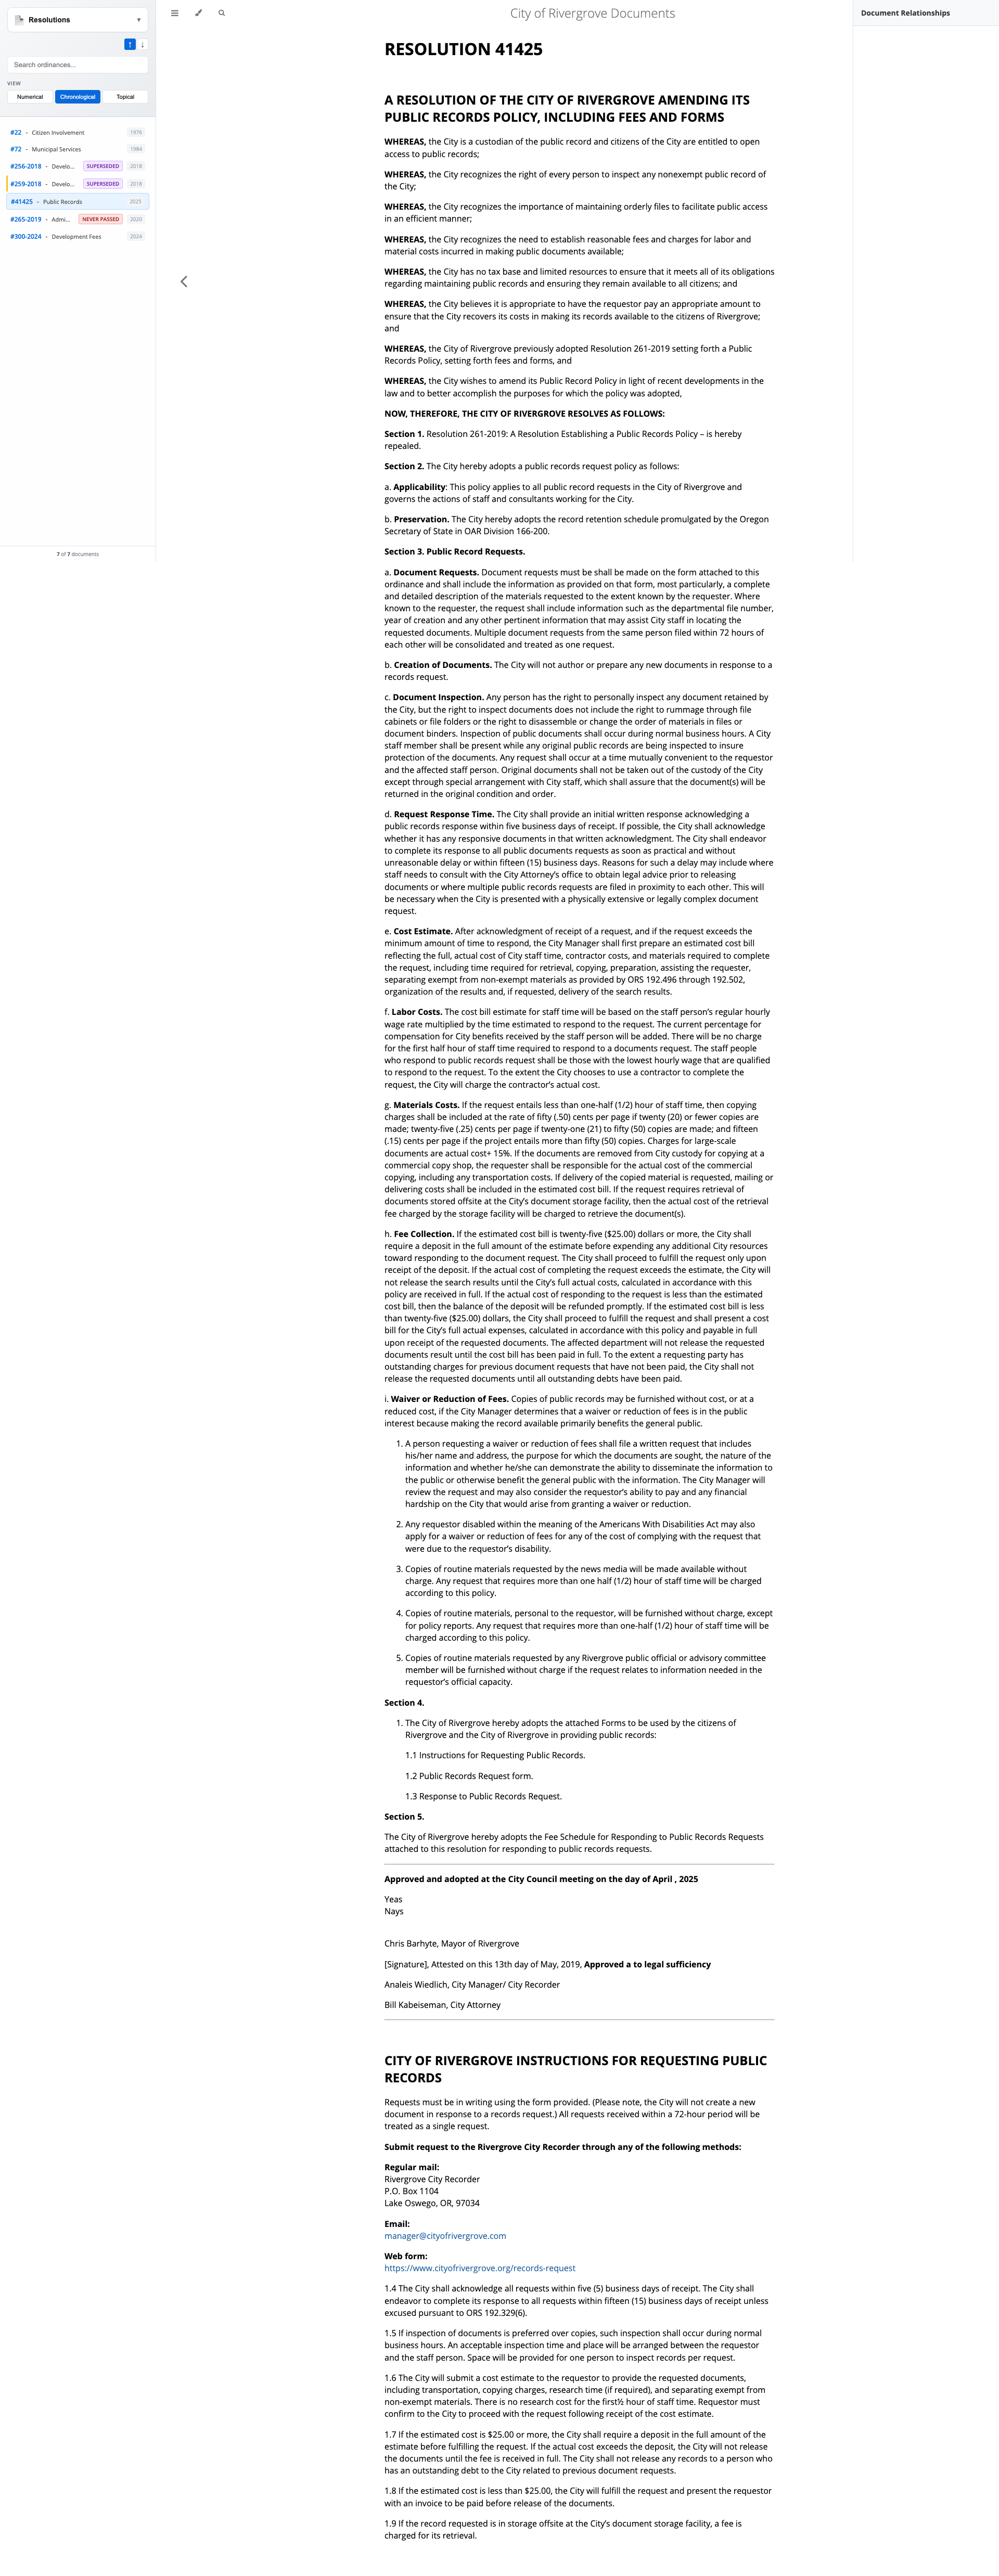 Resolutions
▼
↑ ↓
Search ordinances...
VIEW
Numerical Chronological Topical
#22 - Citizen Involvement 1976
#72 - Municipal Services 1984
#256-2018 - Develo... SUPERSEDED 2018
#259-2018 - Develo... SUPERSEDED 2018
#41425 - Public Records 2025
#265-2019 - Admi... NEVER PASSED 2020
#300-2024 - Development Fees 2024
7 of 7 documents
City of Rivergrove Documents
RESOLUTION 41425
A RESOLUTION OF THE CITY OF RIVERGROVE AMENDING ITS
PUBLIC RECORDS POLICY, INCLUDING FEES AND FORMS
WHEREAS, the City is a custodian of the public record and citizens of the City are entitled to open
access to public records;
WHEREAS, the City recognizes the right of every person to inspect any nonexempt public record of
the City;
WHEREAS, the City recognizes the importance of maintaining orderly files to facilitate public access
in an efficient manner;
WHEREAS, the City recognizes the need to establish reasonable fees and charges for labor and
material costs incurred in making public documents available;
WHEREAS, the City has no tax base and limited resources to ensure that it meets all of its obligations
regarding maintaining public records and ensuring they remain available to all citizens; and
WHEREAS, the City believes it is appropriate to have the requestor pay an appropriate amount to
ensure that the City recovers its costs in making its records available to the citizens of Rivergrove;
and
WHEREAS, the City of Rivergrove previously adopted Resolution 261-2019 setting forth a Public
Records Policy, setting forth fees and forms, and
WHEREAS, the City wishes to amend its Public Record Policy in light of recent developments in the
law and to better accomplish the purposes for which the policy was adopted,
NOW, THEREFORE, THE CITY OF RIVERGROVE RESOLVES AS FOLLOWS:
Section 1. Resolution 261-2019: A Resolution Establishing a Public Records Policy – is hereby
repealed.
Section 2. The City hereby adopts a public records request policy as follows:
a. Applicability: This policy applies to all public record requests in the City of Rivergrove and
governs the actions of staff and consultants working for the City.
b. Preservation. The City hereby adopts the record retention schedule promulgated by the Oregon
Secretary of State in OAR Division 166-200.
Section 3. Public Record Requests.
a. Document Requests. Document requests must be shall be made on the form attached to this
ordinance and shall include the information as provided on that form, most particularly, a complete
and detailed description of the materials requested to the extent known by the requester. Where
known to the requester, the request shall include information such as the departmental file number,
year of creation and any other pertinent information that may assist City staff in locating the
requested documents. Multiple document requests from the same person filed within 72 hours of
each other will be consolidated and treated as one request.
b. Creation of Documents. The City will not author or prepare any new documents in response to a
records request.
c. Document Inspection. Any person has the right to personally inspect any document retained by
the City, but the right to inspect documents does not include the right to rummage through file
cabinets or file folders or the right to disassemble or change the order of materials in files or
document binders. Inspection of public documents shall occur during normal business hours. A City
staff member shall be present while any original public records are being inspected to insure
protection of the documents. Any request shall occur at a time mutually convenient to the requestor
and the affected staff person. Original documents shall not be taken out of the custody of the City
except through special arrangement with City staff, which shall assure that the document(s) will be
returned in the original condition and order.
d. Request Response Time. The City shall provide an initial written response acknowledging a
public records response within five business days of receipt. If possible, the City shall acknowledge
whether it has any responsive documents in that written acknowledgment. The City shall endeavor
to complete its response to all public documents requests as soon as practical and without
unreasonable delay or within fifteen (15) business days. Reasons for such a delay may include where
staff needs to consult with the City Attorney’s office to obtain legal advice prior to releasing
documents or where multiple public records requests are filed in proximity to each other. This will
be necessary when the City is presented with a physically extensive or legally complex document
request.
e. Cost Estimate. After acknowledgment of receipt of a request, and if the request exceeds the
minimum amount of time to respond, the City Manager shall first prepare an estimated cost bill
reflecting the full, actual cost of City staff time, contractor costs, and materials required to complete
the request, including time required for retrieval, copying, preparation, assisting the requester,
separating exempt from non-exempt materials as provided by ORS 192.496 through 192.502,
organization of the results and, if requested, delivery of the search results.
f. Labor Costs. The cost bill estimate for staff time will be based on the staff person’s regular hourly
wage rate multiplied by the time estimated to respond to the request. The current percentage for
compensation for City benefits received by the staff person will be added. There will be no charge
for the first half hour of staff time required to respond to a documents request. The staff people
who respond to public records request shall be those with the lowest hourly wage that are qualified
to respond to the request. To the extent the City chooses to use a contractor to complete the
request, the City will charge the contractor’s actual cost.
g. Materials Costs. If the request entails less than one-half (1/2) hour of staff time, then copying
charges shall be included at the rate of fifty (.50) cents per page if twenty (20) or fewer copies are
made; twenty-five (.25) cents per page if twenty-one (21) to fifty (50) copies are made; and fifteen
(.15) cents per page if the project entails more than fifty (50) copies. Charges for large-scale
documents are actual cost+ 15%. If the documents are removed from City custody for copying at a
commercial copy shop, the requester shall be responsible for the actual cost of the commercial
copying, including any transportation costs. If delivery of the copied material is requested, mailing or
delivering costs shall be included in the estimated cost bill. If the request requires retrieval of
documents stored offsite at the City’s document storage facility, then the actual cost of the retrieval
fee charged by the storage facility will be charged to retrieve the document(s).
h. Fee Collection. If the estimated cost bill is twenty-five ($25.00) dollars or more, the City shall
require a deposit in the full amount of the estimate before expending any additional City resources
toward responding to the document request. The City shall proceed to fulfill the request only upon
receipt of the deposit. If the actual cost of completing the request exceeds the estimate, the City will
not release the search results until the City’s full actual costs, calculated in accordance with this
policy are received in full. If the actual cost of responding to the request is less than the estimated
cost bill, then the balance of the deposit will be refunded promptly. If the estimated cost bill is less
than twenty-five ($25.00) dollars, the City shall proceed to fulfill the request and shall present a cost
bill for the City’s full actual expenses, calculated in accordance with this policy and payable in full
upon receipt of the requested documents. The affected department will not release the requested
documents result until the cost bill has been paid in full. To the extent a requesting party has
outstanding charges for previous document requests that have not been paid, the City shall not
release the requested documents until all outstanding debts have been paid.
i. Waiver or Reduction of Fees. Copies of public records may be furnished without cost, or at a
reduced cost, if the City Manager determines that a waiver or reduction of fees is in the public
interest because making the record available primarily benefits the general public.
1. A person requesting a waiver or reduction of fees shall file a written request that includes
his/her name and address, the purpose for which the documents are sought, the nature of the
information and whether he/she can demonstrate the ability to disseminate the information to
the public or otherwise benefit the general public with the information. The City Manager will
review the request and may also consider the requestor’s ability to pay and any financial
hardship on the City that would arise from granting a waiver or reduction.
2. Any requestor disabled within the meaning of the Americans With Disabilities Act may also
apply for a waiver or reduction of fees for any of the cost of complying with the request that
were due to the requestor’s disability.
3. Copies of routine materials requested by the news media will be made available without
charge. Any request that requires more than one half (1/2) hour of staff time will be charged
according to this policy.
4. Copies of routine materials, personal to the requestor, will be furnished without charge, except
for policy reports. Any request that requires more than one-half (1/2) hour of staff time will be
charged according to this policy.
5. Copies of routine materials requested by any Rivergrove public official or advisory committee
member will be furnished without charge if the request relates to information needed in the
requestor’s official capacity.
Section 4.
1. The City of Rivergrove hereby adopts the attached Forms to be used by the citizens of
Rivergrove and the City of Rivergrove in providing public records:
1.1 Instructions for Requesting Public Records.
1.2 Public Records Request form.
1.3 Response to Public Records Request.
Section 5.
The City of Rivergrove hereby adopts the Fee Schedule for Responding to Public Records Requests
attached to this resolution for responding to public records requests.
Approved and adopted at the City Council meeting on the day of April , 2025
Yeas
Nays
Chris Barhyte, Mayor of Rivergrove
[Signature], Attested on this 13th day of May, 2019, Approved a to legal sufficiency
Analeis Wiedlich, City Manager/ City Recorder
Bill Kabeiseman, City Attorney
CITY OF RIVERGROVE INSTRUCTIONS FOR REQUESTING PUBLIC
RECORDS
Requests must be in writing using the form provided. (Please note, the City will not create a new
document in response to a records request.) All requests received within a 72-hour period will be
treated as a single request.
Submit request to the Rivergrove City Recorder through any of the following methods:
Regular mail:
Rivergrove City Recorder
P.O. Box 1104
Lake Oswego, OR, 97034
Email:
manager@cityofrivergrove.com
Web form:
https://www.cityofrivergrove.org/records-request
1.4 The City shall acknowledge all requests within five (5) business days of receipt. The City shall
endeavor to complete its response to all requests within fifteen (15) business days of receipt unless
excused pursuant to ORS 192.329(6).
1.5 If inspection of documents is preferred over copies, such inspection shall occur during normal
business hours. An acceptable inspection time and place will be arranged between the requestor
and the staff person. Space will be provided for one person to inspect records per request.
1.6 The City will submit a cost estimate to the requestor to provide the requested documents,
including transportation, copying charges, research time (if required), and separating exempt from
non-exempt materials. There is no research cost for the first½ hour of staff time. Requestor must
confirm to the City to proceed with the request following receipt of the cost estimate.
1.7 If the estimated cost is $25.00 or more, the City shall require a deposit in the full amount of the
estimate before fulfilling the request. If the actual cost exceeds the deposit, the City will not release
the documents until the fee is received in full. The City shall not release any records to a person who
has an outstanding debt to the City related to previous document requests.
1.8 If the estimated cost is less than $25.00, the City will fulfill the request and present the requestor
with an invoice to be paid before release of the documents.
1.9 If the record requested is in storage offsite at the City’s document storage facility, a fee is
charged for its retrieval.
Document Relationships